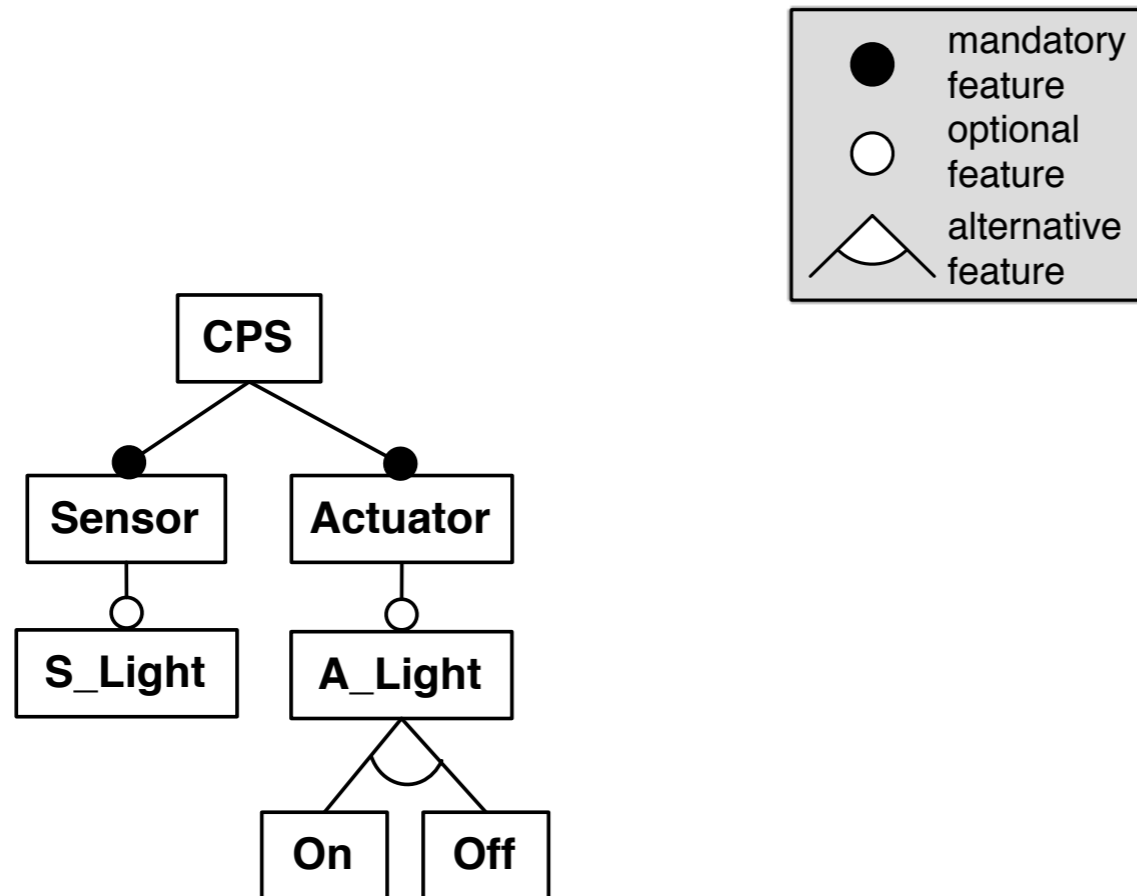 mandatory
feature
optional
feature
alternative
feature
CPS
Sensor Actuator
S_Light A_Light
On Off